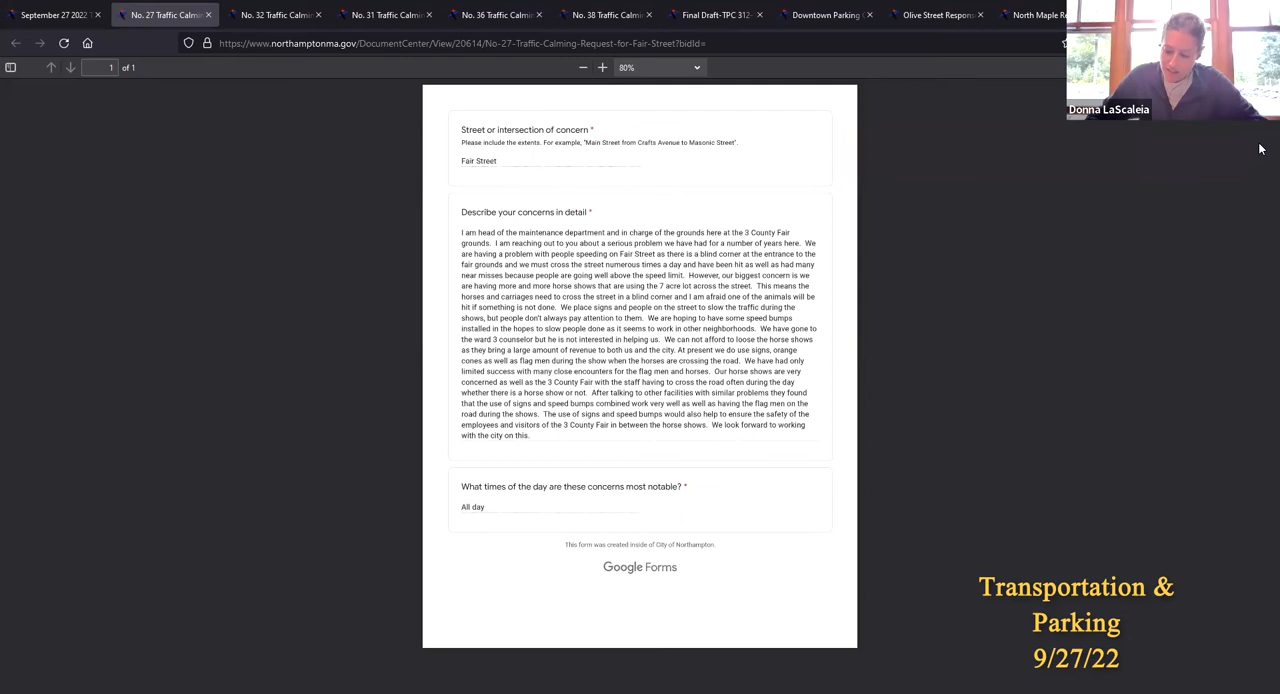 September 27 2022 T
No. 27 Traffic Calmin
No. 32 Traffic Calmin
No. 31 Traffic Calmin
No. 36 Traffic Calmin
No. 38 Traffic Calmin
Final Draft-TPC 312-
Downtown Parking C
Olive Street Respons
North Maple Re
https://www.northamptonma.gov/DocumentCenter/View/20614/No-27-Traffic-Calming-Request-for-Fair-Street?bidId=
1 of 1
80%
Donna LaScaleia
Street or intersection of concern *
Please include the extents. For example, "Main Street from Crafts Avenue to Masonic Street".
Fair Street
Describe your concerns in detail *
I am head of the maintenance department and in charge of the grounds here at the 3 County Fair
grounds. I am reaching out to you about a serious problem we have had for a number of years here. We
are having a problem with people speeding on Fair Street as there is a blind corner at the entrance to the
fair grounds and we must cross the street numerous times a day and have been hit as well as had many
near misses because people are going well above the speed limit. However, our biggest concern is we
are having more and more horse shows that are using the 7 acre lot across the street. This means the
horses and carriages need to cross the street in a blind corner and I am afraid one of the animals will be
hit if something is not done. We place signs and people on the street to slow the traffic during the
shows, but people don't always pay attention to them. We are hoping to have some speed bumps
installed in the hopes to slow people done as it seems to work in other neighborhoods. We have gone to
the ward 3 counselor but he is not interested in helping us. We can not afford to loose the horse shows
as they bring a large amount of revenue to both us and the city. At present we do use signs, orange
cones as well as flag men during the show when the horses are crossing the road. We have had only
limited success with many close encounters for the flag men and horses. Our horse shows are very
concerned as well as the 3 County Fair with the staff having to cross the road often during the day
whether there is a horse show or not. After talking to other facilities with similar problems they found
that the use of signs and speed bumps combined work very well as well as having the flag men on the
road during the shows. The use of signs and speed bumps would also help to ensure the safety of the
employees and visitors of the 3 County Fair in between the horse shows. We look forward to working
with the city on this.
What times of the day are these concerns most notable? *
All day
This form was created inside of City of Northampton.
Google Forms
Transportation &
Parking
9/27/22